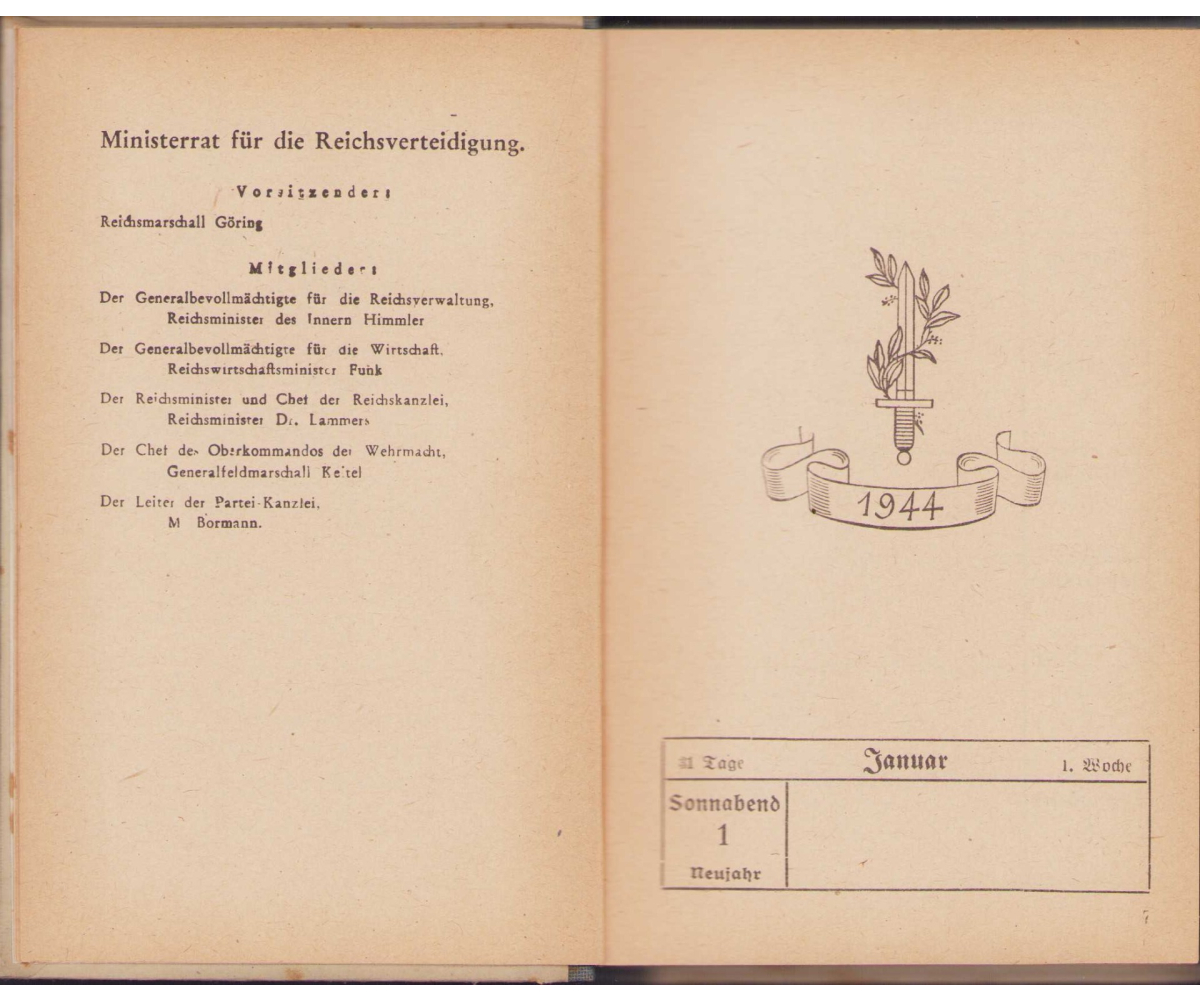 Ministerrat für die Reichsverteidigung.
Vorsitzender:
Reichsmarschall Göring
Mitglieder:
Der Generalbevollmächtigte für die Reichsverwaltung,
Reichsminister des Innern Himmler
Der Generalbevollmächtigte für die Wirtschaft,
Reichswirtschaftsminister Funk
Der Reichsminister und Chef der Reichskanzlei,
Reichsminister Dr. Lammers
Der Chef des Oberkommandos der Wehrmacht,
Generalfeldmarschall Keitel
Der Leiter der Partei-Kanzlei,
M Bormann.
1944
31 Tage Januar 1. Woche
Sonnabend
1
Neujahr
7